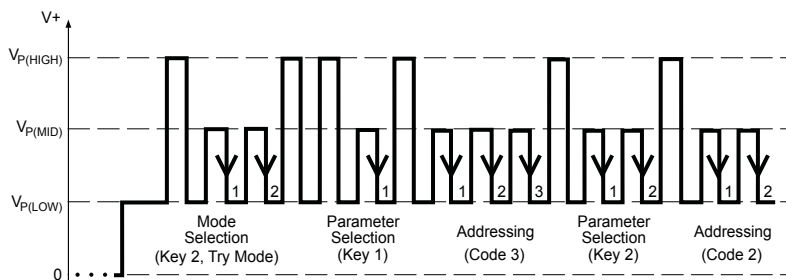 V+
VP(HIGH)
VP(MID)
1 2 1 1 2 3 1 2 1 2
VP(LOW)
Mode
Selection
(Key 2, Try Mode)
Parameter
Selection
(Key 1)
Addressing
(Code 3)
Parameter
Selection
(Key 2)
Addressing
(Code 2)
0